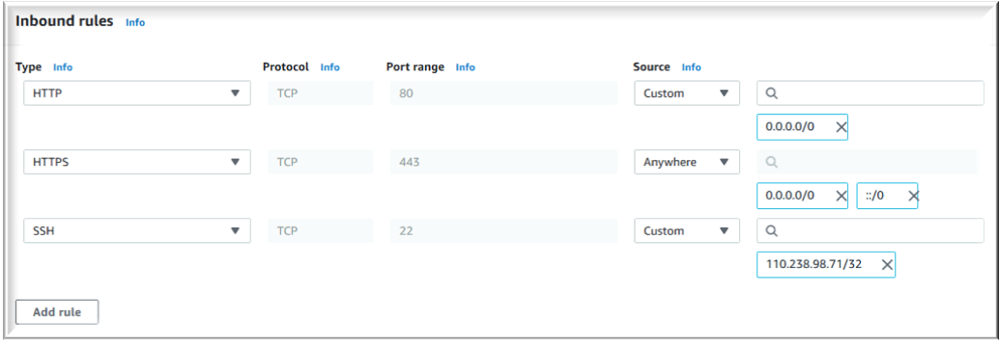 Inbound rules Info
Type Info Protocol Info Port range Info Source Info
HTTP TCP 80 Custom
0.0.0.0/0
HTTPS TCP 443 Anywhere
0.0.0.0/0 ::/0
SSH TCP 22 Custom
110.238.98.71/32
Add rule